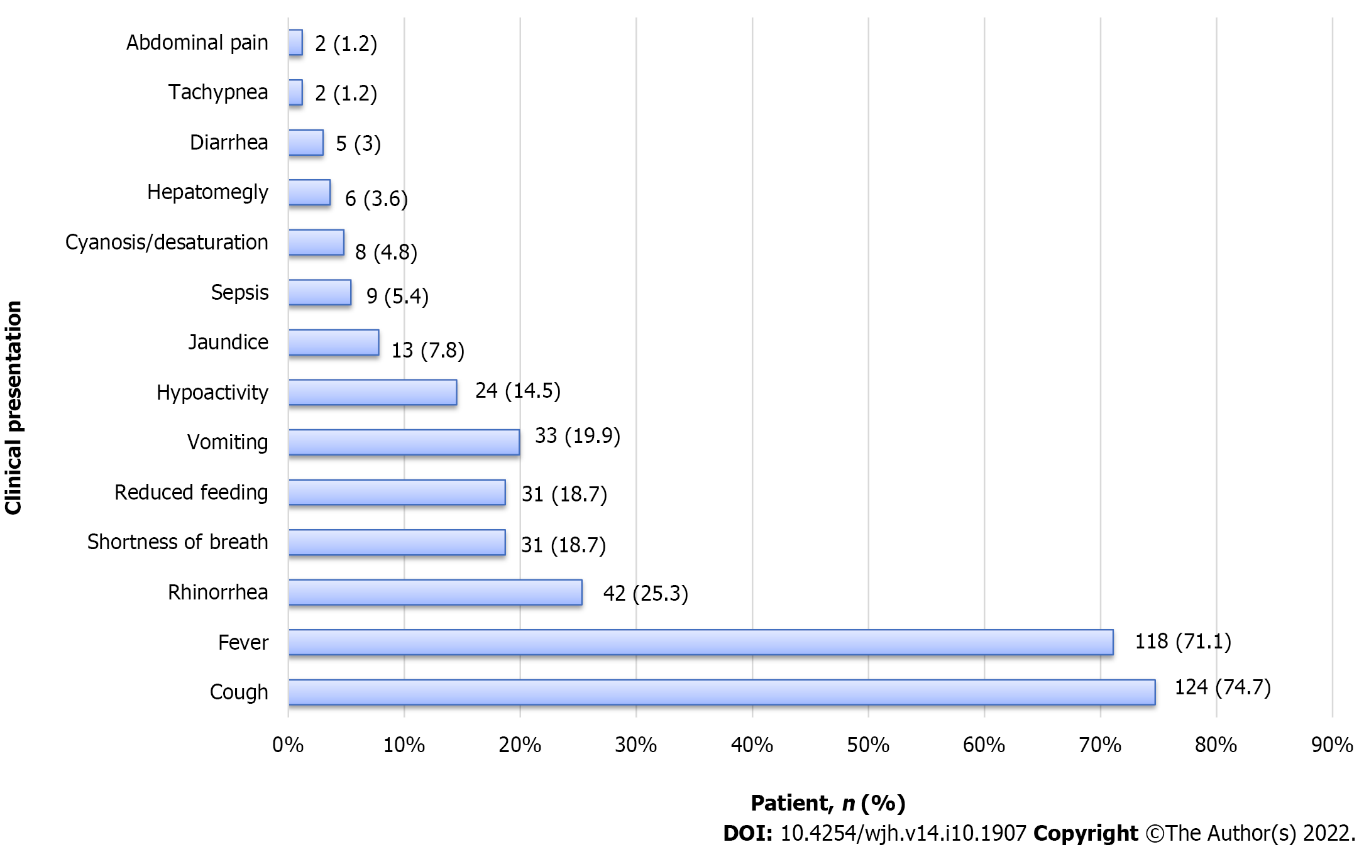 Abdominal pain 2 (1.2)
Tachypnea 2 (1.2)
Diarrhea 5 (3)
Hepatomegly 6 (3.6)
Cyanosis/desaturation 8 (4.8)
Sepsis 9 (5.4)
Jaundice 13 (7.8)
Hypoactivity 24 (14.5)
Vomiting 33 (19.9)
Reduced feeding 31 (18.7)
Shortness of breath 31 (18.7)
Rhinorrhea 42 (25.3)
Fever 118 (71.1)
Cough 124 (74.7)
Clinical presentation
0% 10% 20% 30% 40% 50% 60% 70% 80% 90%
Patient, n (%)
DOI: 10.4254/wjh.v14.i10.1907 Copyright ©The Author(s) 2022.